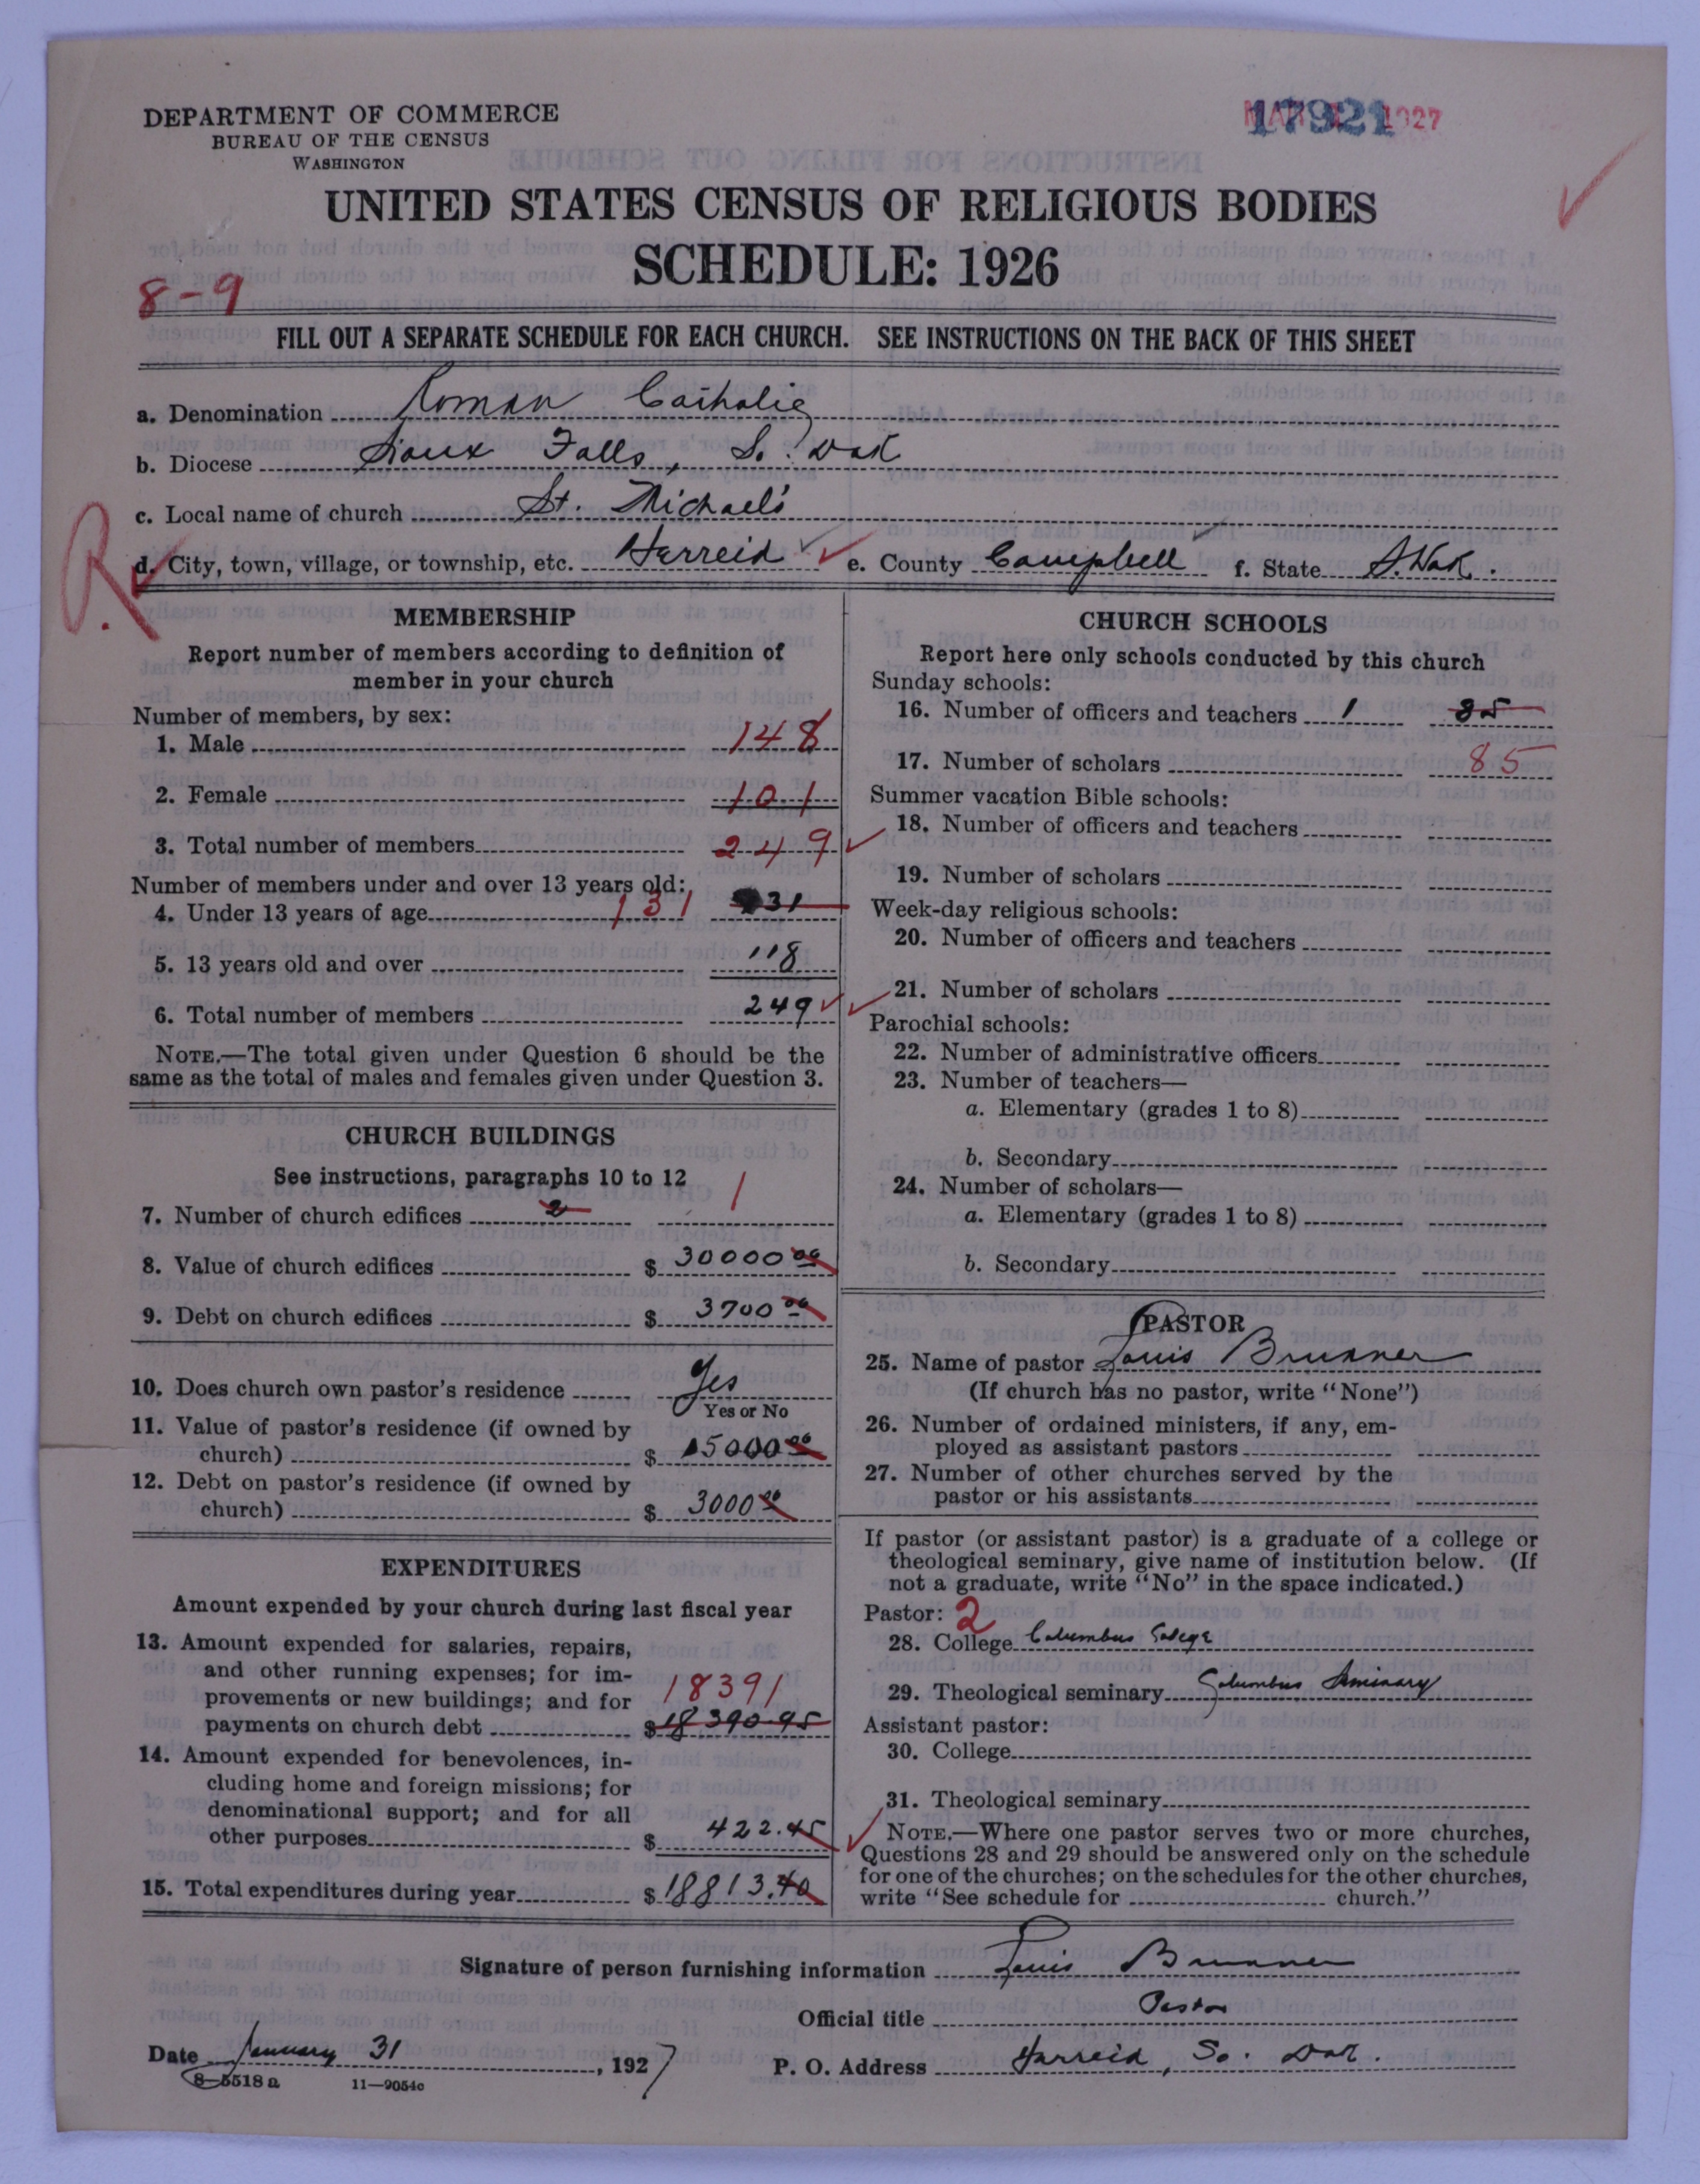 DEPARTMENT OF COMMERCE
BUREAU OF THE CENSUS
WASHINGTON
17921
1927
UNITED STATES CENSUS OF RELIGIOUS BODIES
SCHEDULE: 1926
8-9
FILL OUT A SEPARATE SCHEDULE FOR EACH CHURCH. SEE INSTRUCTIONS ON THE BACK OF THIS SHEET
a. Denomination Roman Catholic
b. Diocese Sioux Falls, S. Dak
c. Local name of church St. Michael's
R.
d. City, town, village, or township, etc. Herreid e. County Campbell f. State S. Dak.
MEMBERSHIP
Report number of members according to definition of
member in your church
Number of members, by sex:
1. Male 148
2. Female 101
3. Total number of members 249
Number of members under and over 13 years old:
4. Under 13 years of age 131 31
5. 13 years old and over 118
6. Total number of members 249
NOTE.—The total given under Question 6 should be the
same as the total of males and females given under Question 3.
CHURCH BUILDINGS
See instructions, paragraphs 10 to 12
7. Number of church edifices 2 1
8. Value of church edifices $ 30000 00
9. Debt on church edifices $ 3700 00
10. Does church own pastor's residence Yes
Yes or No
11. Value of pastor's residence (if owned by
church) $ 15000 00
12. Debt on pastor's residence (if owned by
church) $ 3000 00
EXPENDITURES
Amount expended by your church during last fiscal year
13. Amount expended for salaries, repairs,
and other running expenses; for im-
provements or new buildings; and for 18391
payments on church debt $ 18390.95
14. Amount expended for benevolences, in-
cluding home and foreign missions; for
denominational support; and for all
other purposes $ 422.45
15. Total expenditures during year $ 18813.40
CHURCH SCHOOLS
Report here only schools conducted by this church
Sunday schools:
16. Number of officers and teachers 1 85
17. Number of scholars 85
Summer vacation Bible schools:
18. Number of officers and teachers
19. Number of scholars
Week-day religious schools:
20. Number of officers and teachers
21. Number of scholars
Parochial schools:
22. Number of administrative officers
23. Number of teachers—
a. Elementary (grades 1 to 8)
b. Secondary
24. Number of scholars—
a. Elementary (grades 1 to 8)
b. Secondary
PASTOR
25. Name of pastor Louis Brunner
(If church has no pastor, write "None")
26. Number of ordained ministers, if any, em-
ployed as assistant pastors
27. Number of other churches served by the
pastor or his assistants
If pastor (or assistant pastor) is a graduate of a college or
theological seminary, give name of institution below. (If
not a graduate, write "No" in the space indicated.)
Pastor: 2
28. College Columbus College
29. Theological seminary Columbus Seminary
Assistant pastor:
30. College
31. Theological seminary
NOTE.—Where one pastor serves two or more churches,
Questions 28 and 29 should be answered only on the schedule
for one of the churches; on the schedules for the other churches,
write "See schedule for church."
Signature of person furnishing information Louis Brunner
Official title Pastor
Date January 31, 1927 P. O. Address Herreid, So. Dak.
8-5518 a 11-9054c